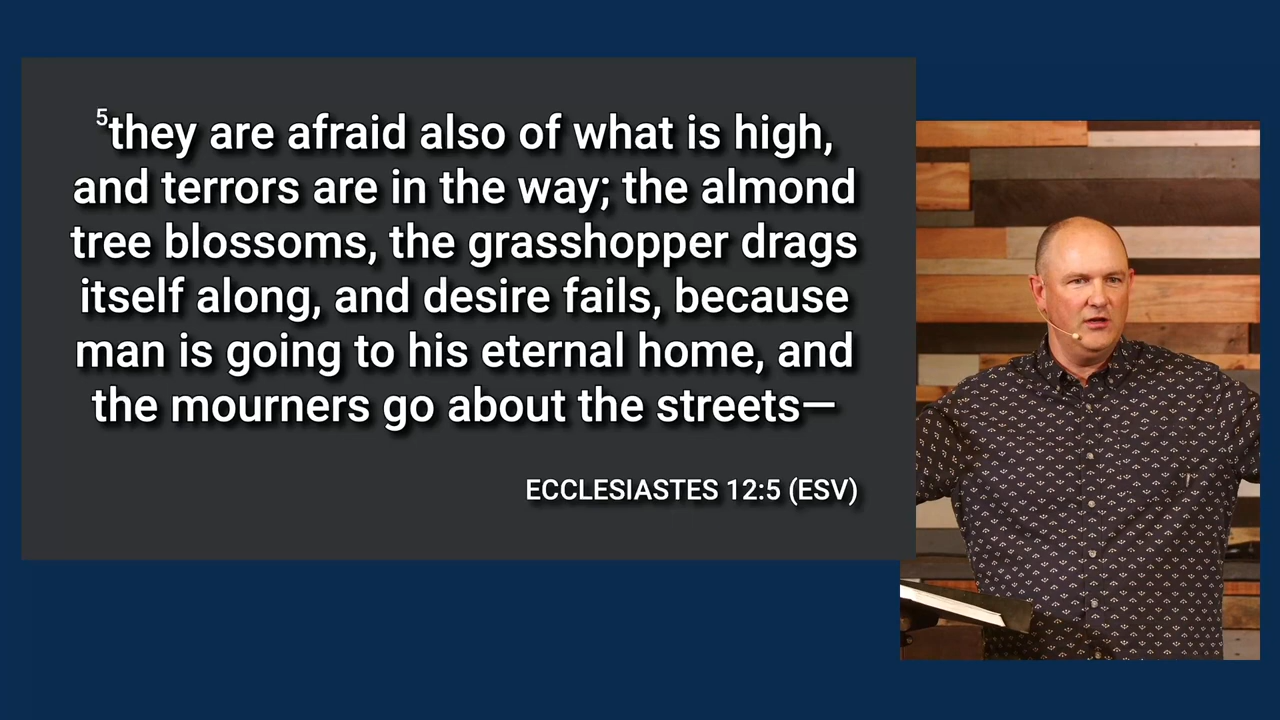 5they are afraid also of what is high,
and terrors are in the way; the almond
tree blossoms, the grasshopper drags
itself along, and desire fails, because
man is going to his eternal home, and
the mourners go about the streets—
ECCLESIASTES 12:5 (ESV)